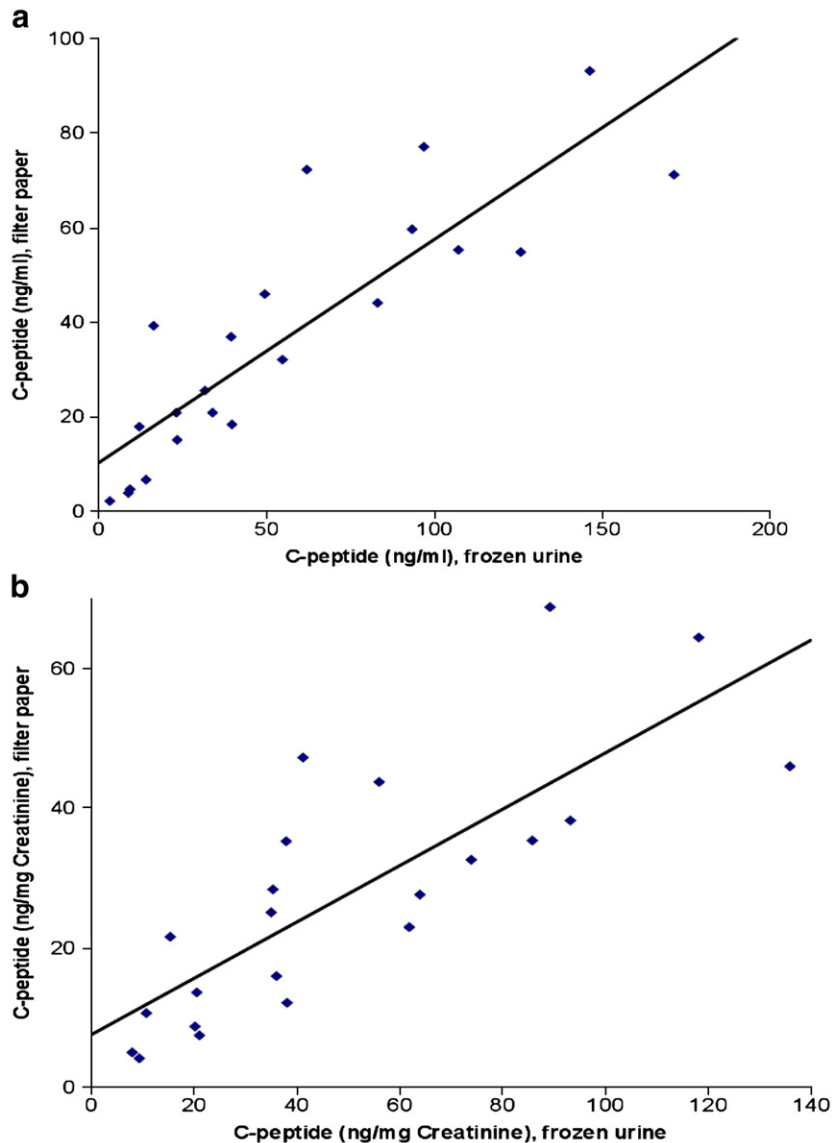 a
100
80
60
40
20
0
C-peptide (ng/ml), filter paper
0 50 100 150 200
C-peptide (ng/ml), frozen urine
b
60
40
20
0
C-peptide (ng/mg Creatinine), filter paper
0 20 40 60 80 100 120 140
C-peptide (ng/mg Creatinine), frozen urine